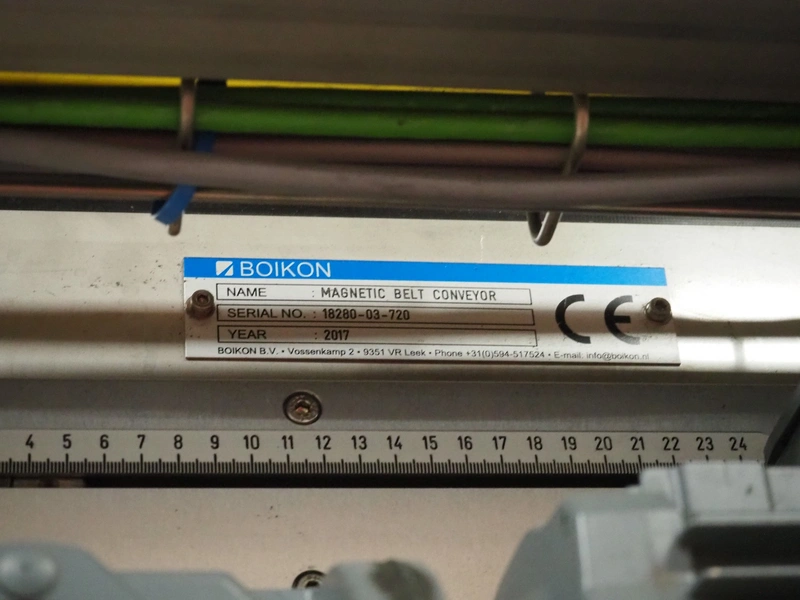 BOIKON
NAME : MAGNETIC BELT CONVEYOR
SERIAL NO. : 18280-03-720
YEAR : 2017
CE
BOIKON B.V. • Vossenkamp 2 • 9351 VR Leek • Phone +31(0)594-517524 • E-mail: info@boikon.nl
4 5 6 7 8 9 10 11 12 13 14 15 16 17 18 19 20 21 22 23 24